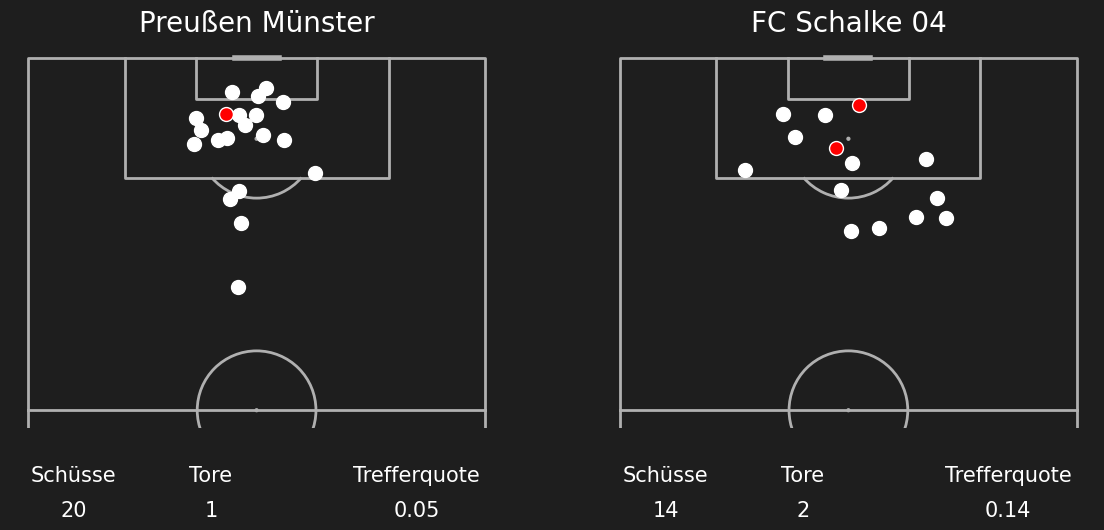 Preußen Münster
FC Schalke 04
Schüsse Tore Trefferquote
20 1 0.05
Schüsse Tore Trefferquote
14 2 0.14